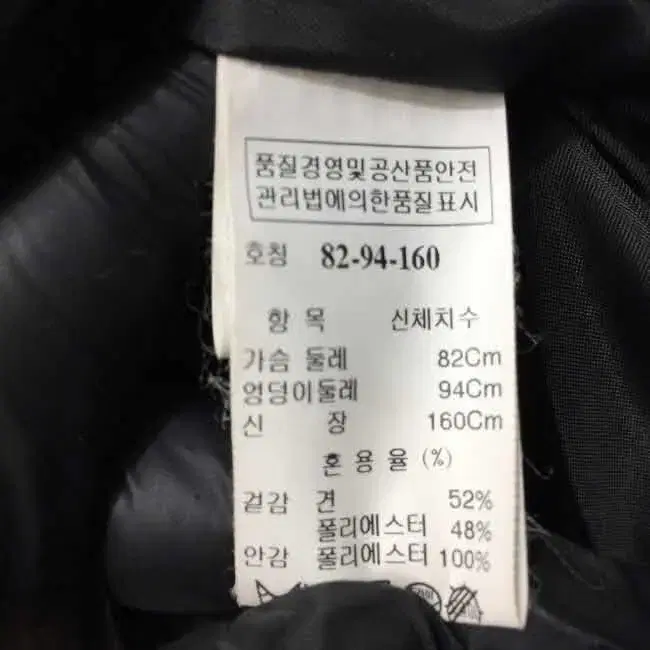 품질경영및공산품안전
관리법에의한품질표시
호칭 82-94-160
항 목 신체치수
가슴 둘레 82Cm
엉덩이둘레 94Cm
신 장 160Cm
혼 용 율 (%)
겉감 견 52%
폴리에스터 48%
안감 폴리에스터 100%